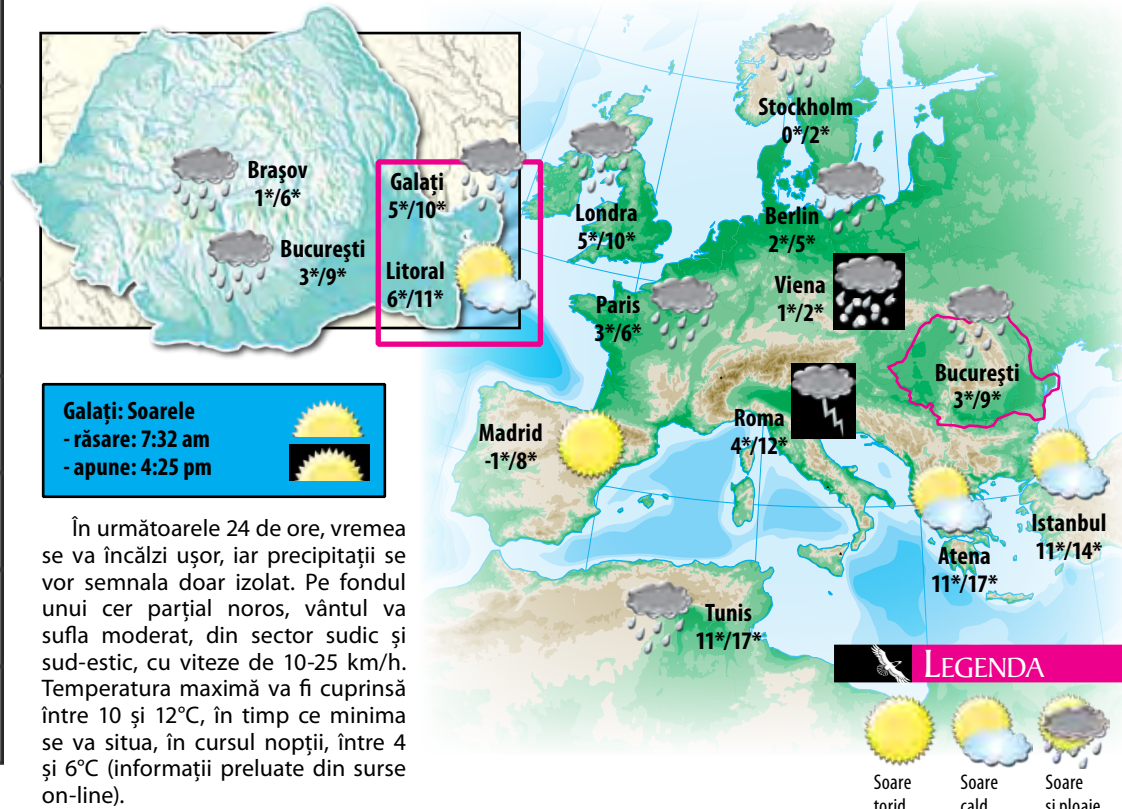 Brașov
1*/6*
București
3*/9*
Galați
5*/10*
Litoral
6*/11*
Stockholm
0*/2*
Londra
5*/10*
Berlin
2*/5*
Viena
1*/2*
Paris
3*/6*
București
3*/9*
Madrid
-1*/8*
Roma
4*/12*
Istanbul
11*/14*
Atena
11*/17*
Tunis
11*/17*
Galați: Soarele
- răsare: 7:32 am
- apune: 4:25 pm
În următoarele 24 de ore, vremea
se va încălzi ușor, iar precipitații se
vor semnala doar izolat. Pe fondul
unui cer parțial noros, vântul va
sufla moderat, din sector sudic și
sud-estic, cu viteze de 10-25 km/h.
Temperatura maximă va fi cuprinsă
între 10 și 12°C, în timp ce minima
se va situa, în cursul nopții, între 4
și 6°C (informații preluate din surse
on-line).
LEGENDA
Soare
torid
Soare
cald
Soare
și ploaie